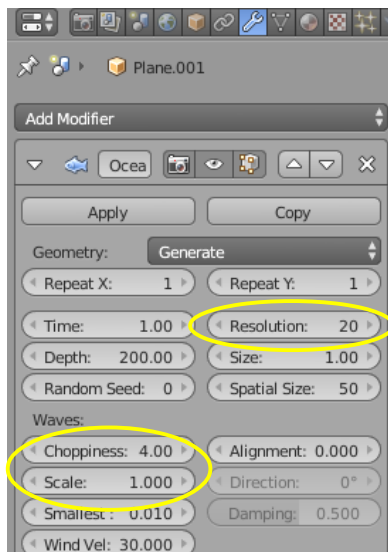 Plane.001
Add Modifier
Ocea
Apply Copy
Geometry: Generate
Repeat X: 1 Repeat Y: 1
Time: 1.00 Resolution: 20
Depth: 200.00 Size: 1.00
Random Seed: 0 Spatial Size: 50
Waves:
Choppiness: 4.00 Alignment: 0.000
Scale: 1.000 Direction: 0°
Smallest : 0.010 Damping: 0.500
Wind Vel: 30.000